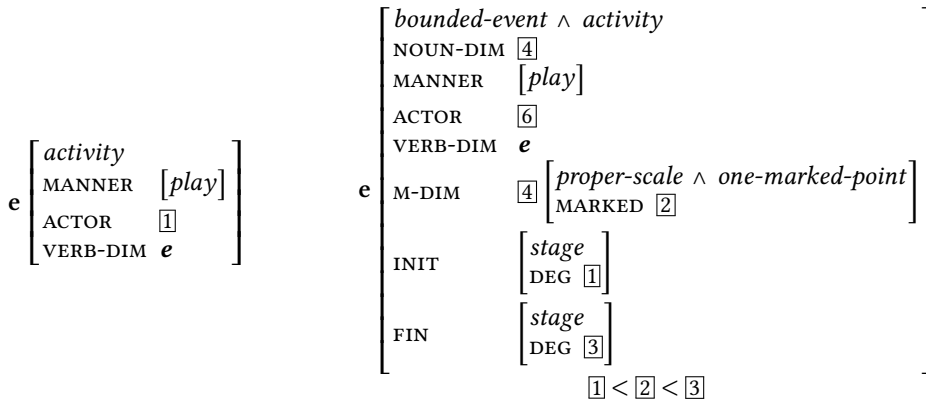 e [activity
MANNER [play]
ACTOR 1
VERB-DIM e]
e [bounded-event ∧ activity
NOUN-DIM 4
MANNER [play]
ACTOR 6
VERB-DIM e
M-DIM 4 [proper-scale ∧ one-marked-point
MARKED 2]
INIT [stage
DEG 1]
FIN [stage
DEG 3]]
1 < 2 < 3